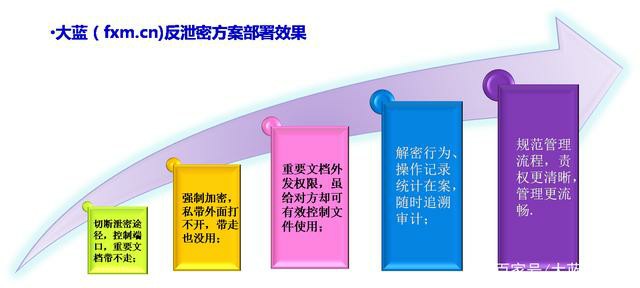 •大蓝（fxm.cn)反泄密方案部署效果
切断泄密途
径，控制端
口，重要文
档带不走；
强制加密，
私带外面打
不开，带走
也没用；
重要文档外
发权限，虽
给对方却可
有效控制文
件使用；
解密行为、
操作记录
统计在案，
随时追溯
审计；
规范管理
流程，责
权更清晰，
管理更流
畅.
百家号/大蓝